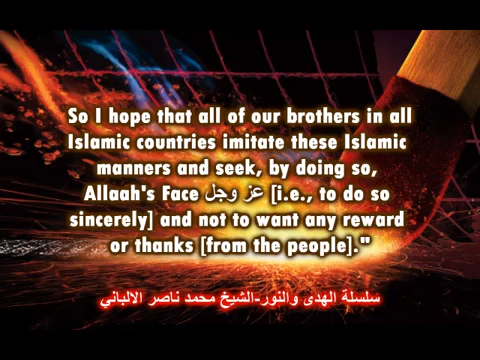 So I hope that all of our brothers in all
Islamic countries imitate these Islamic
manners and seek, by doing so,
Allaah's Face عز وجل [i.e., to do so
sincerely] and not to want any reward
or thanks [from the people]."
سلسلة الهدى والنور-الشيخ محمد ناصر الالباني